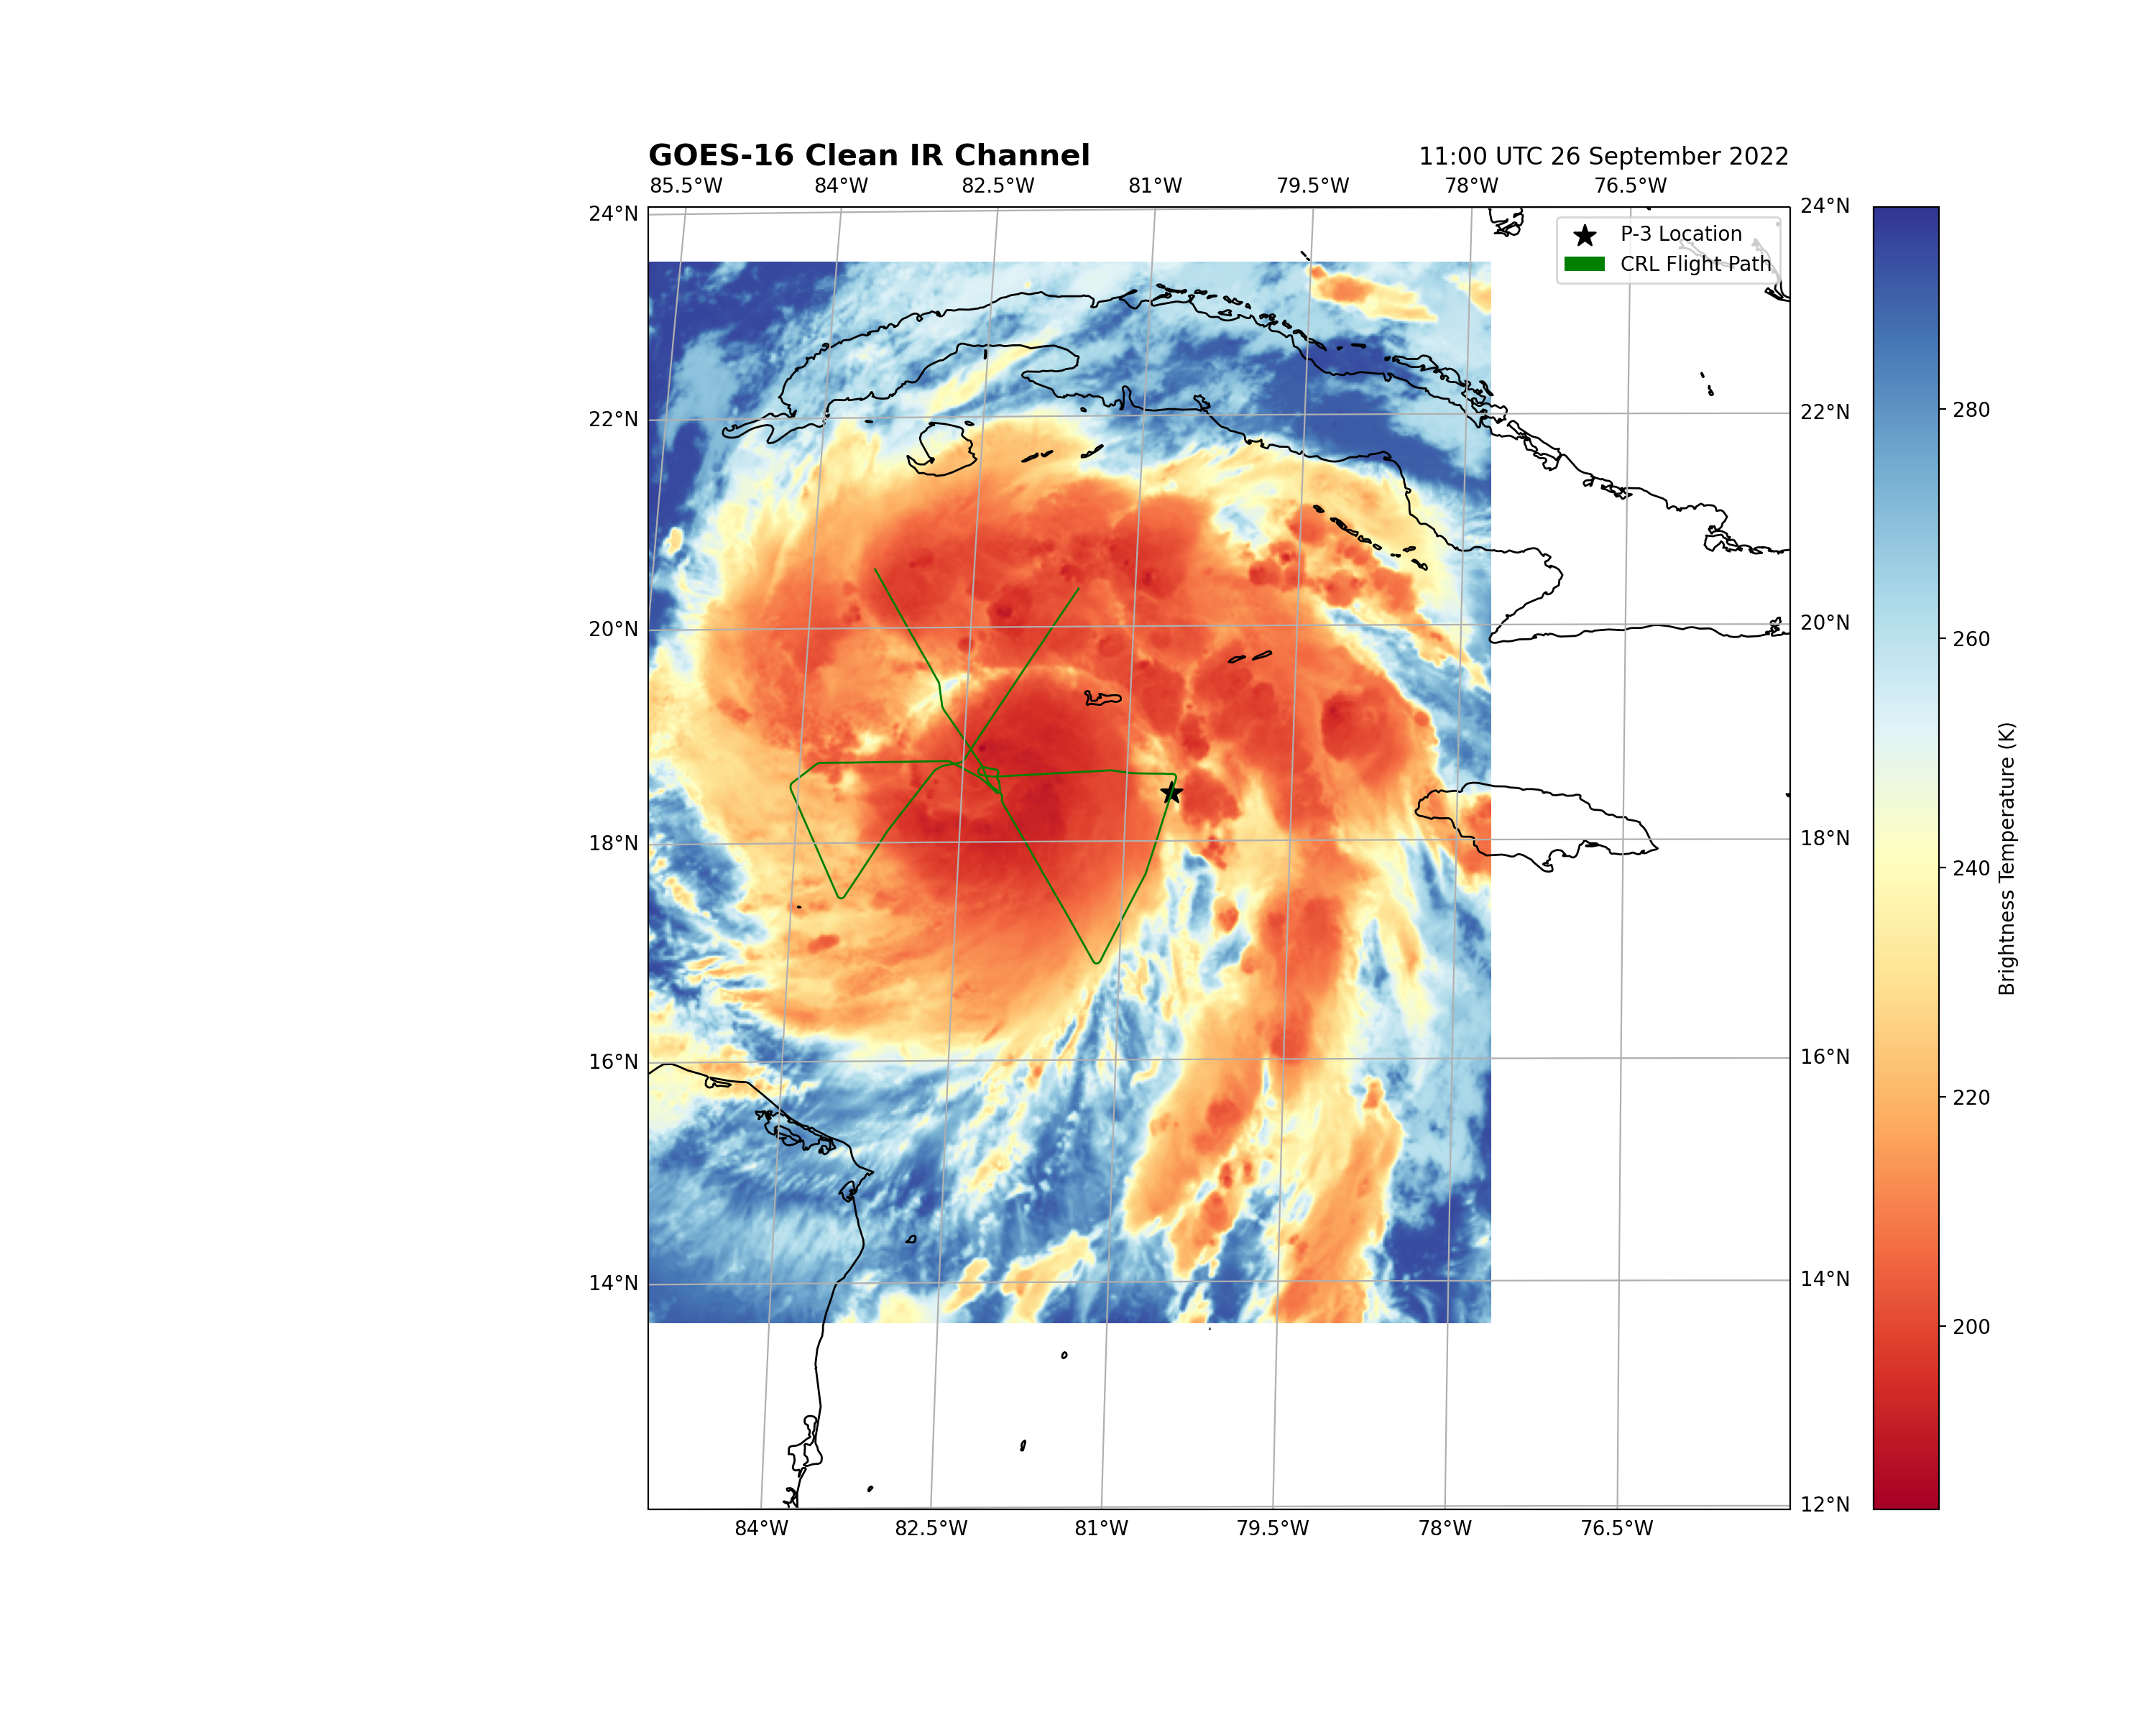 GOES-16 Clean IR Channel
11:00 UTC 26 September 2022
85.5°W 84°W 82.5°W 81°W 79.5°W 78°W 76.5°W
24°N 24°N
P-3 Location
CRL Flight Path
22°N 22°N 280
20°N 20°N 260
Brightness Temperature (K)
18°N 18°N 240
16°N 16°N 220
14°N 14°N 200
12°N
84°W 82.5°W 81°W 79.5°W 78°W 76.5°W